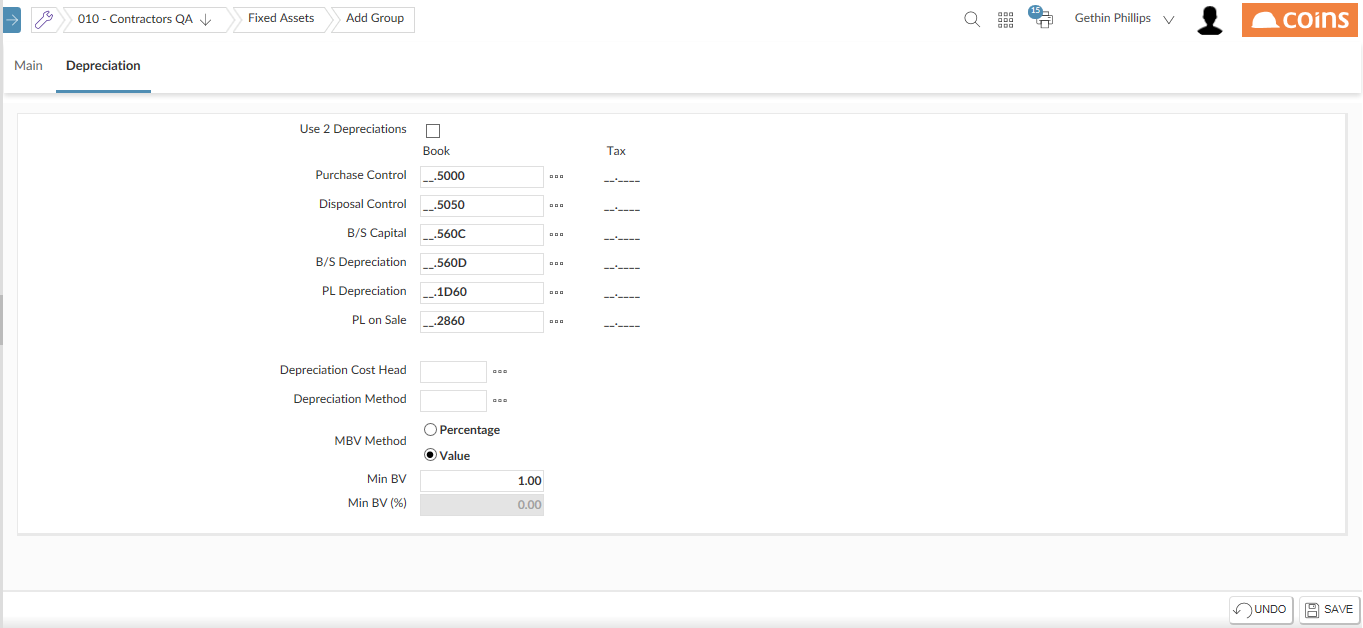 010 - Contractors QA
Fixed Assets
Add Group
15
Gethin Phillips
coins
Main
Depreciation
Use 2 Depreciations
Book
Tax
Purchase Control
__.5000
__.____
Disposal Control
__.5050
__.____
B/S Capital
__.560C
__.____
B/S Depreciation
__.560D
__.____
PL Depreciation
__.1D60
__.____
PL on Sale
__.2860
__.____
Depreciation Cost Head
Depreciation Method
MBV Method
Percentage
Value
Min BV
1.00
Min BV (%)
0.00
UNDO
SAVE